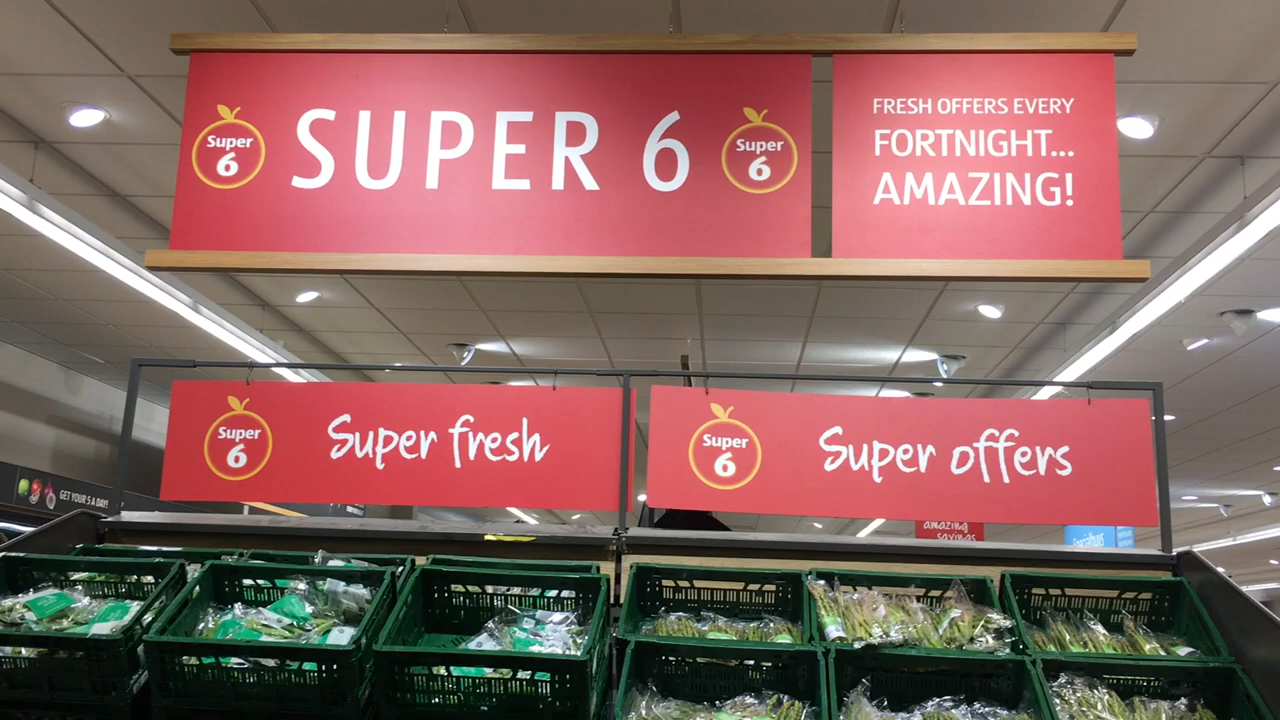 Super
6
SUPER 6
Super
6
FRESH OFFERS EVERY
FORTNIGHT...
AMAZING!
Super
6
Super fresh
Super
6
Super offers
GET YOUR 5 A DAY!
amazing
savings
Specialbuys